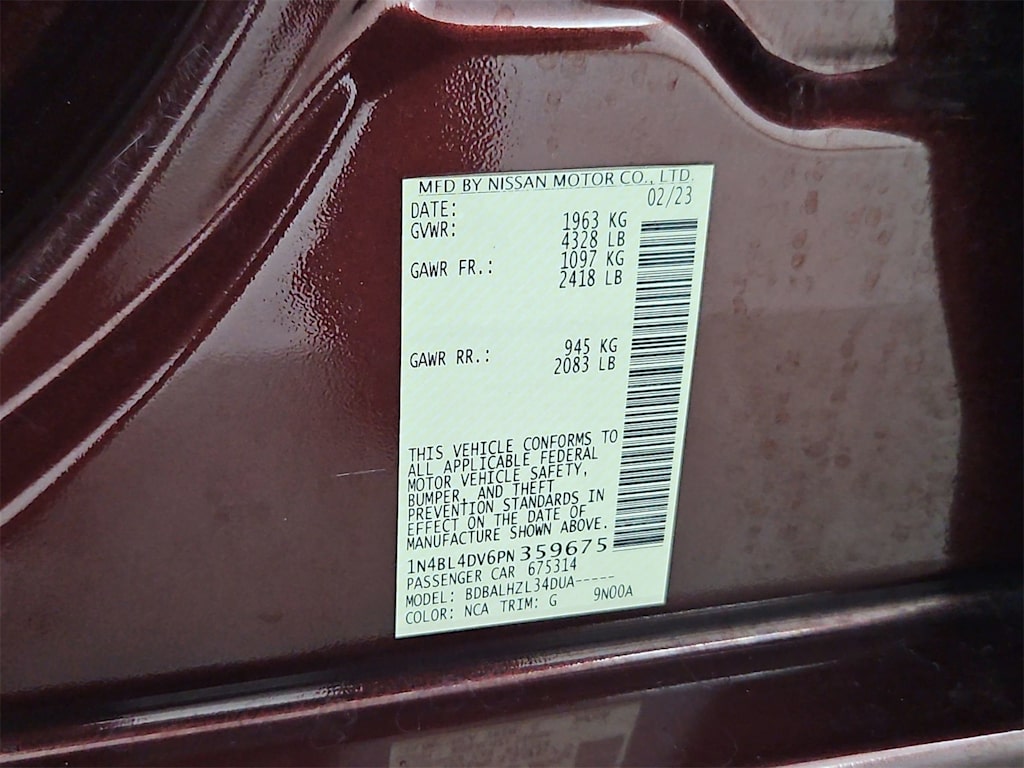 MFD BY NISSAN MOTOR CO., LTD.
DATE: 02/23
GVWR: 1963 KG
4328 LB
GAWR FR.: 1097 KG
2418 LB
GAWR RR.: 945 KG
2083 LB
THIS VEHICLE CONFORMS TO
ALL APPLICABLE FEDERAL
MOTOR VEHICLE SAFETY,
BUMPER, AND THEFT
PREVENTION STANDARDS IN
EFFECT ON THE DATE OF
MANUFACTURE SHOWN ABOVE.
1N4BL4DV6PN359675
PASSENGER CAR 675314
MODEL: BDBALHZL34DUA-----
COLOR: NCA TRIM: G 9N00A